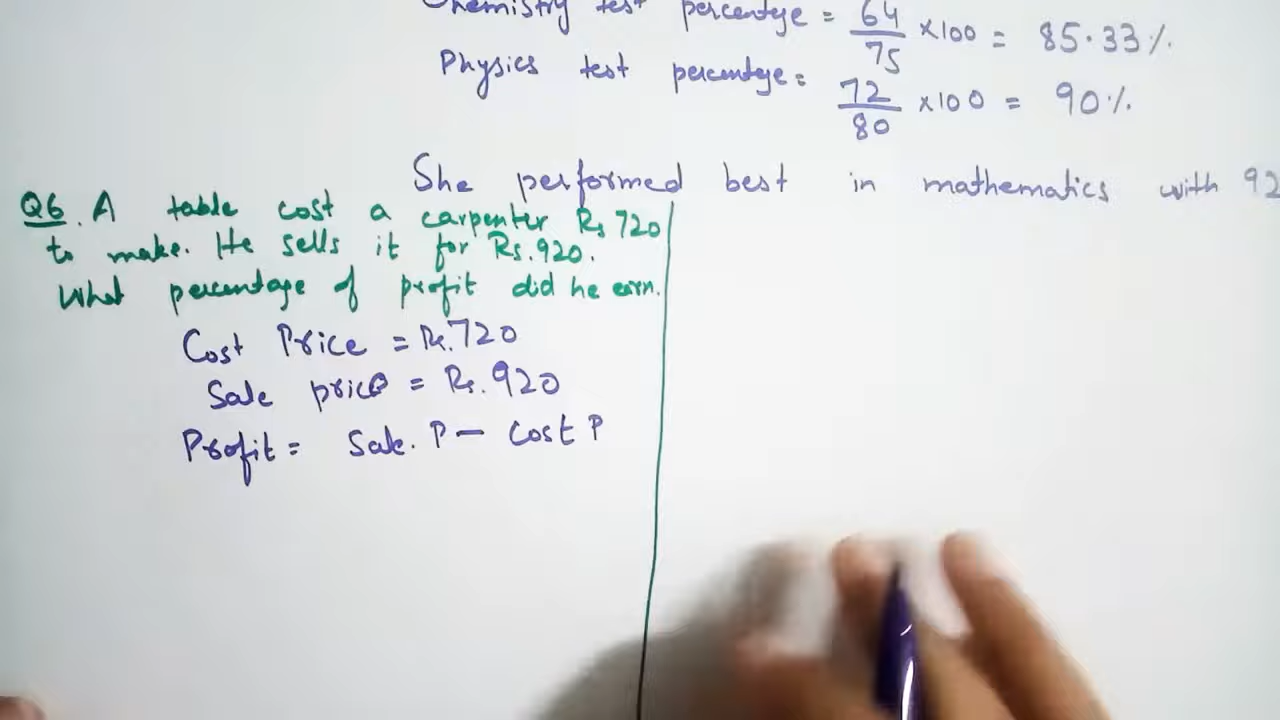 Chemistry test percentage = 64/75 ×100 = 85.33%.
Physics test percentage = 72/80 ×100 = 90%.
She performed best in mathematics with 92
Q6. A table cost a carpenter Rs 720
to make. He sells it for Rs.920.
What percentage of profit did he earn.
Cost Price = Rs.720
Sale price = Rs.920
Profit = Sale. P − Cost P